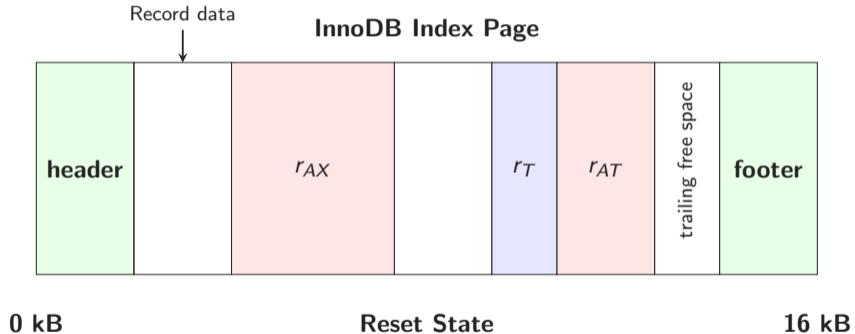 Record data
InnoDB Index Page
header
r_AX
r_T
r_AT
trailing free space
footer
0 kB
Reset State
16 kB